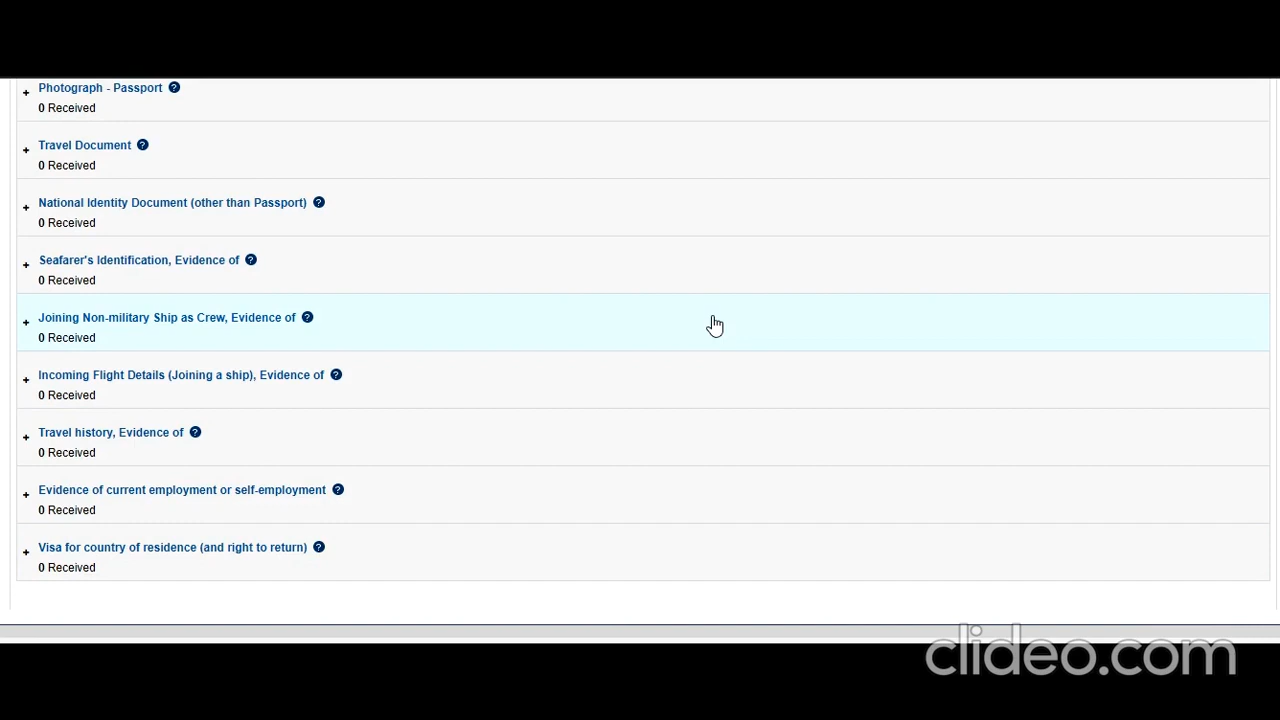 Photograph - Passport ?
0 Received
Travel Document ?
0 Received
National Identity Document (other than Passport) ?
0 Received
Seafarer's Identification, Evidence of ?
0 Received
Joining Non-military Ship as Crew, Evidence of ?
0 Received
Incoming Flight Details (Joining a ship), Evidence of ?
0 Received
Travel history, Evidence of ?
0 Received
Evidence of current employment or self-employment ?
0 Received
Visa for country of residence (and right to return) ?
0 Received
clideo.com